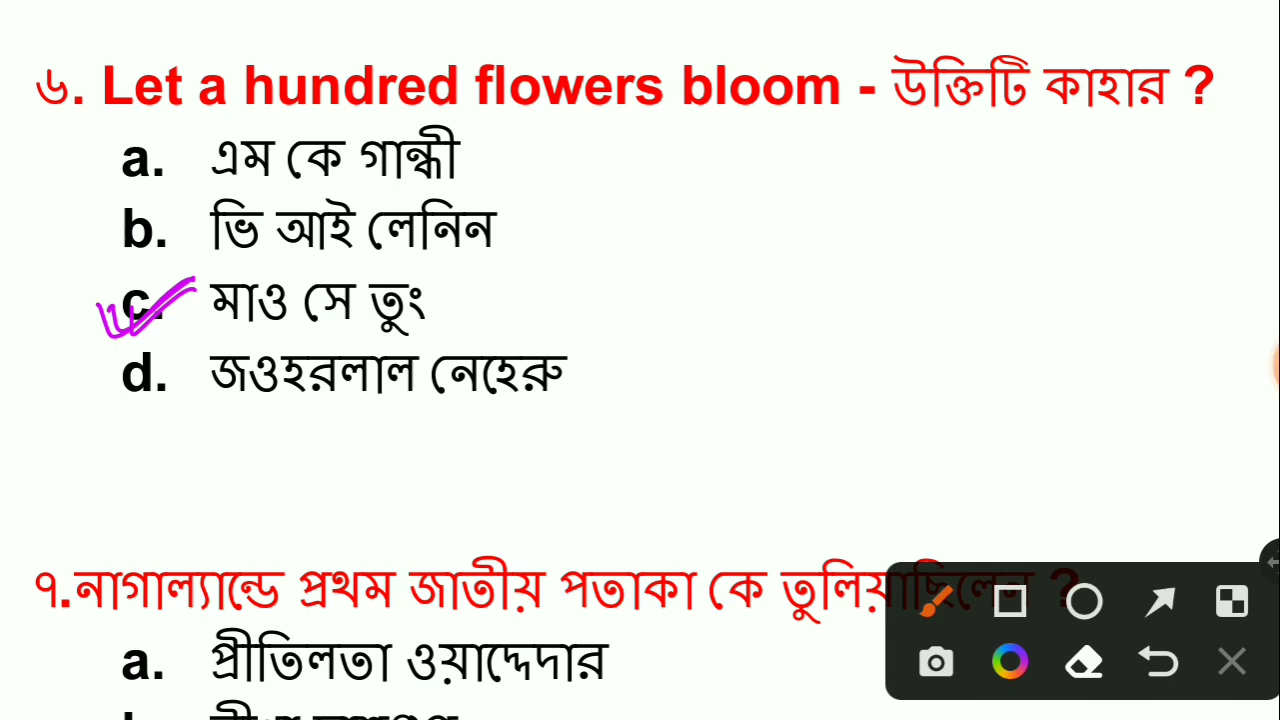 ৬. Let a hundred flowers bloom - উক্তিটি কাহার ?
a. এম কে গান্ধী
b. ভি আই লেনিন
c. মাও সে তুং
d. জওহরলাল নেহেরু
৭.নাগাল্যান্ডে প্রথম জাতীয় পতাকা কে তুলিয়াছিলেন ?
a. প্রীতিলতা ওয়াদ্দেদার